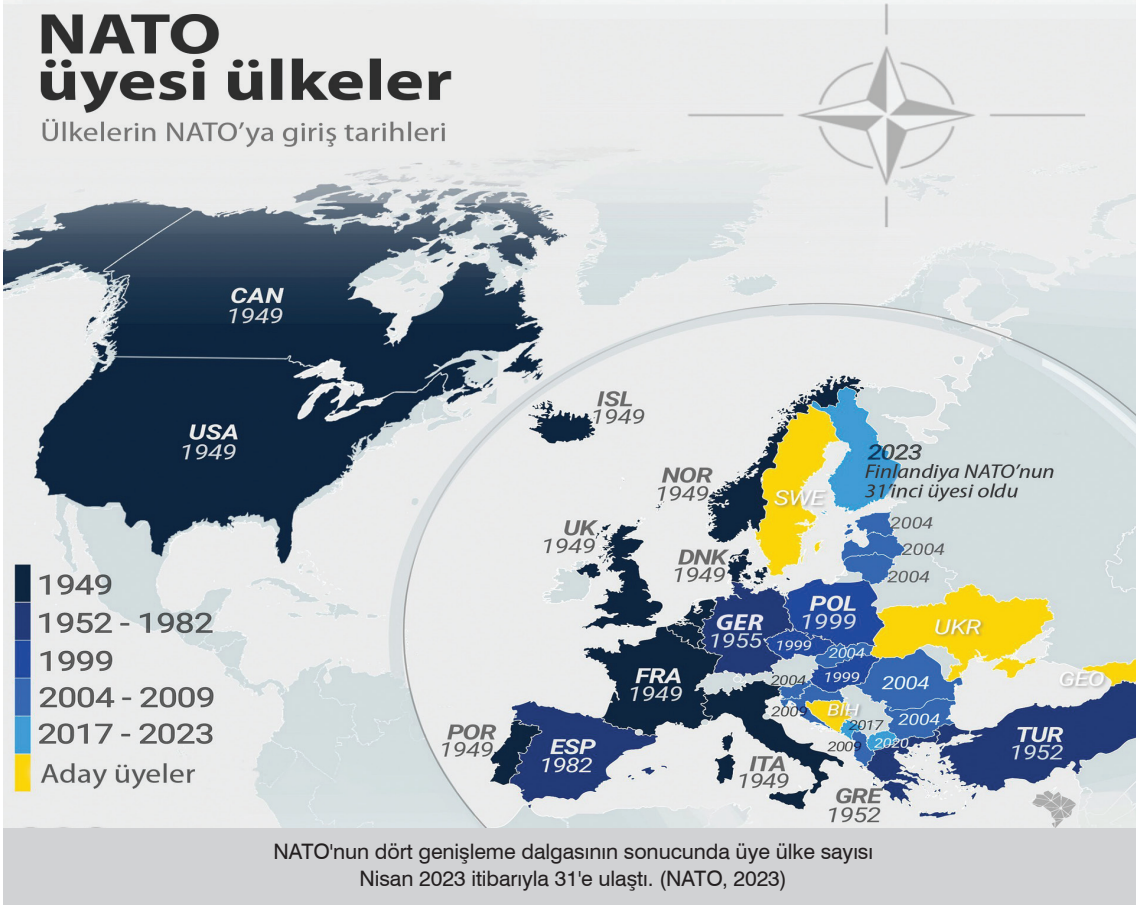 NATO
üyesi ülkeler
Ülkelerin NATO’ya giriş tarihleri
CAN
1949
USA
1949
ISL
1949
NOR
1949
2023
Finlandiya NATO’nun
31’inci üyesi oldu
SWE
UK
1949
DNK
1949
2004
2004
2004
1949
1952 - 1982
1999
2004 - 2009
2017 - 2023
Aday üyeler
GER
1955
POL
1999
UKR
1999
2004
FRA
1949
2004
1999
2004
GEO
2009
BIH
2017
2004
POR
1949
ESP
1982
ITA
1949
2009
2020
TUR
1952
GRE
1952
NATO'nun dört genişleme dalgasının sonucunda üye ülke sayısı
Nisan 2023 itibarıyla 31'e ulaştı. (NATO, 2023)